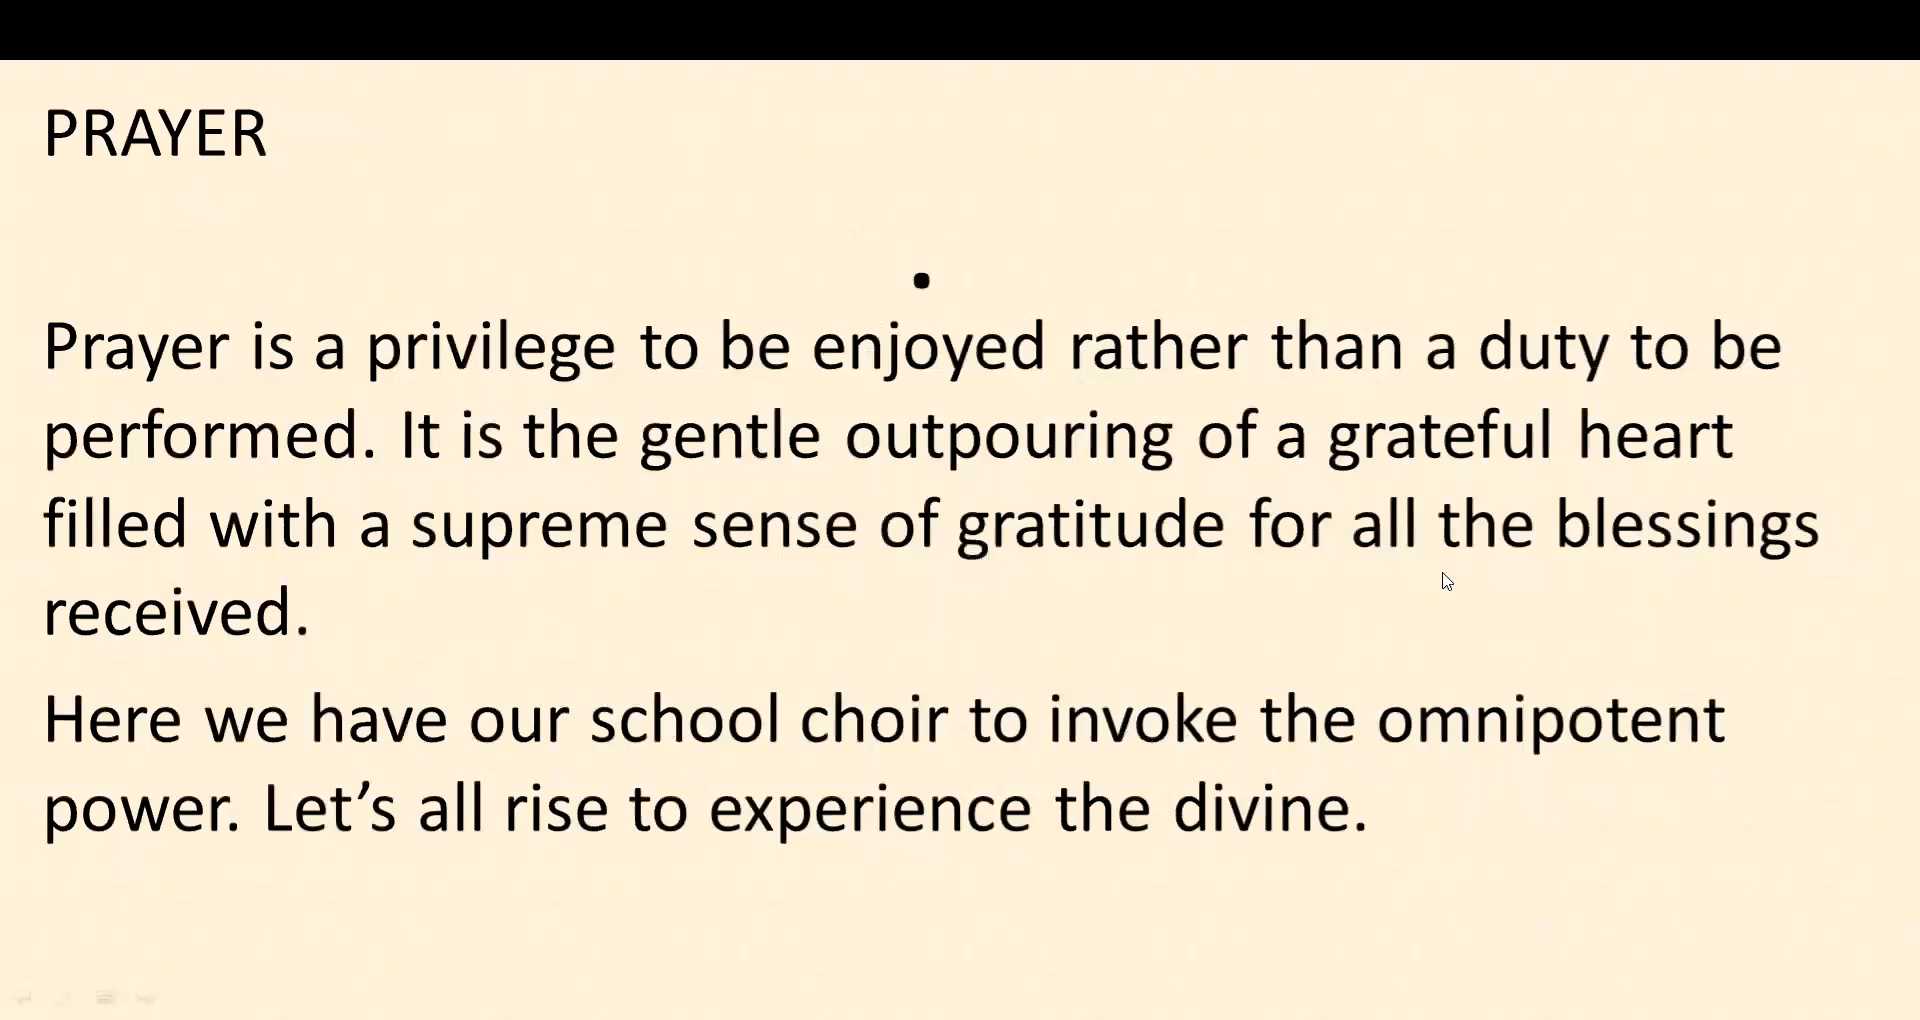 PRAYER
.
Prayer is a privilege to be enjoyed rather than a duty to be
performed. It is the gentle outpouring of a grateful heart
filled with a supreme sense of gratitude for all the blessings
received.
Here we have our school choir to invoke the omnipotent
power. Let’s all rise to experience the divine.